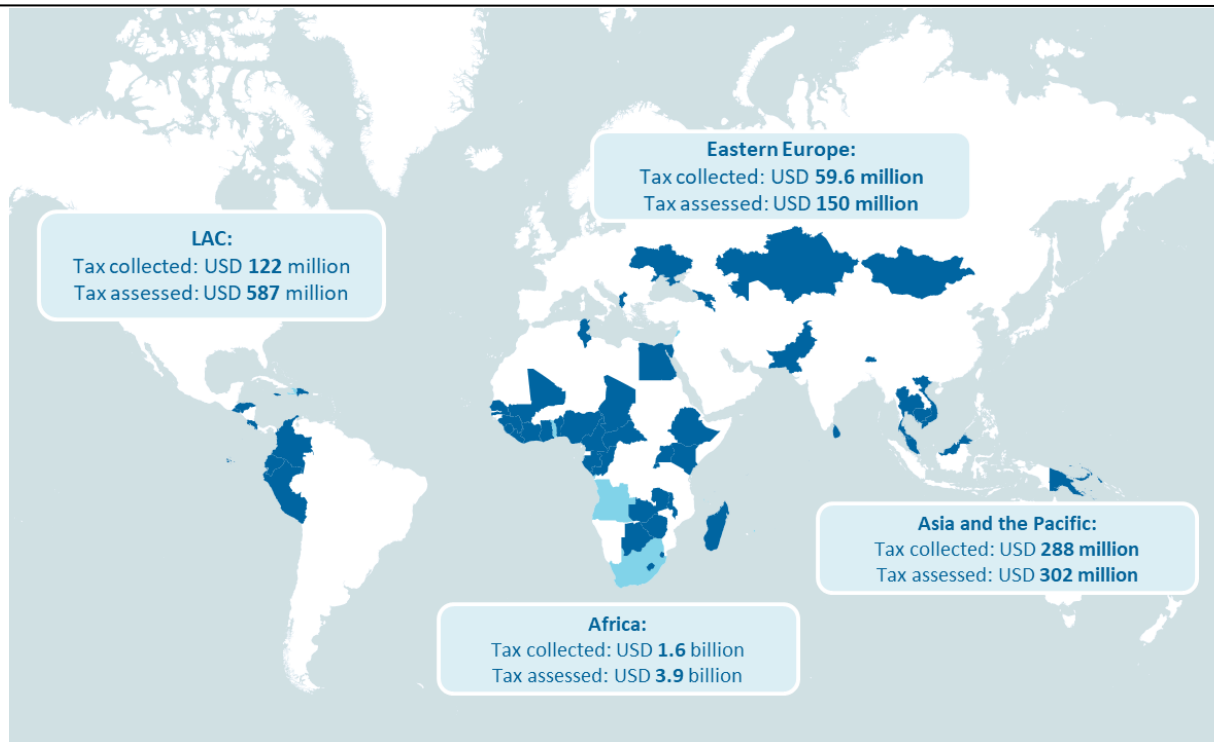 Eastern Europe:
Tax collected: USD 59.6 million
Tax assessed: USD 150 million
LAC:
Tax collected: USD 122 million
Tax assessed: USD 587 million
Asia and the Pacific:
Tax collected: USD 288 million
Tax assessed: USD 302 million
Africa:
Tax collected: USD 1.6 billion
Tax assessed: USD 3.9 billion